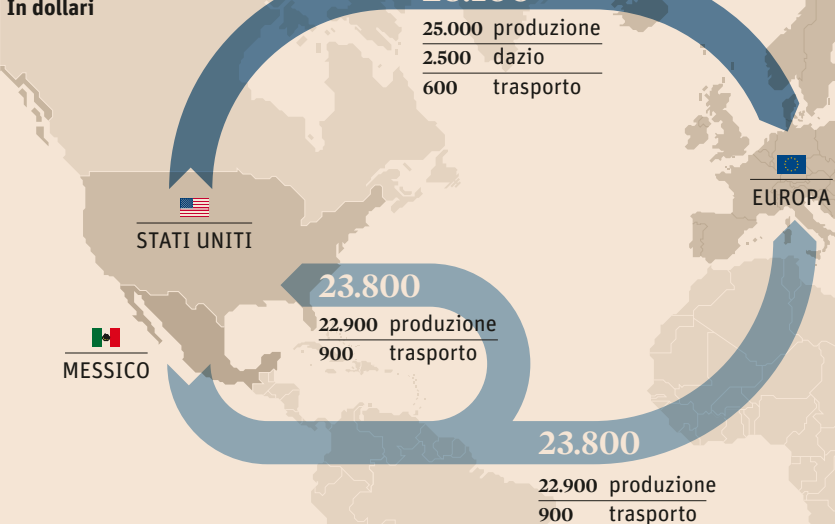 In dollari
25.000 produzione
2.500 dazio
600 trasporto
EUROPA
STATI UNITI
23.800
22.900 produzione
900 trasporto
MESSICO
23.800
22.900 produzione
900 trasporto